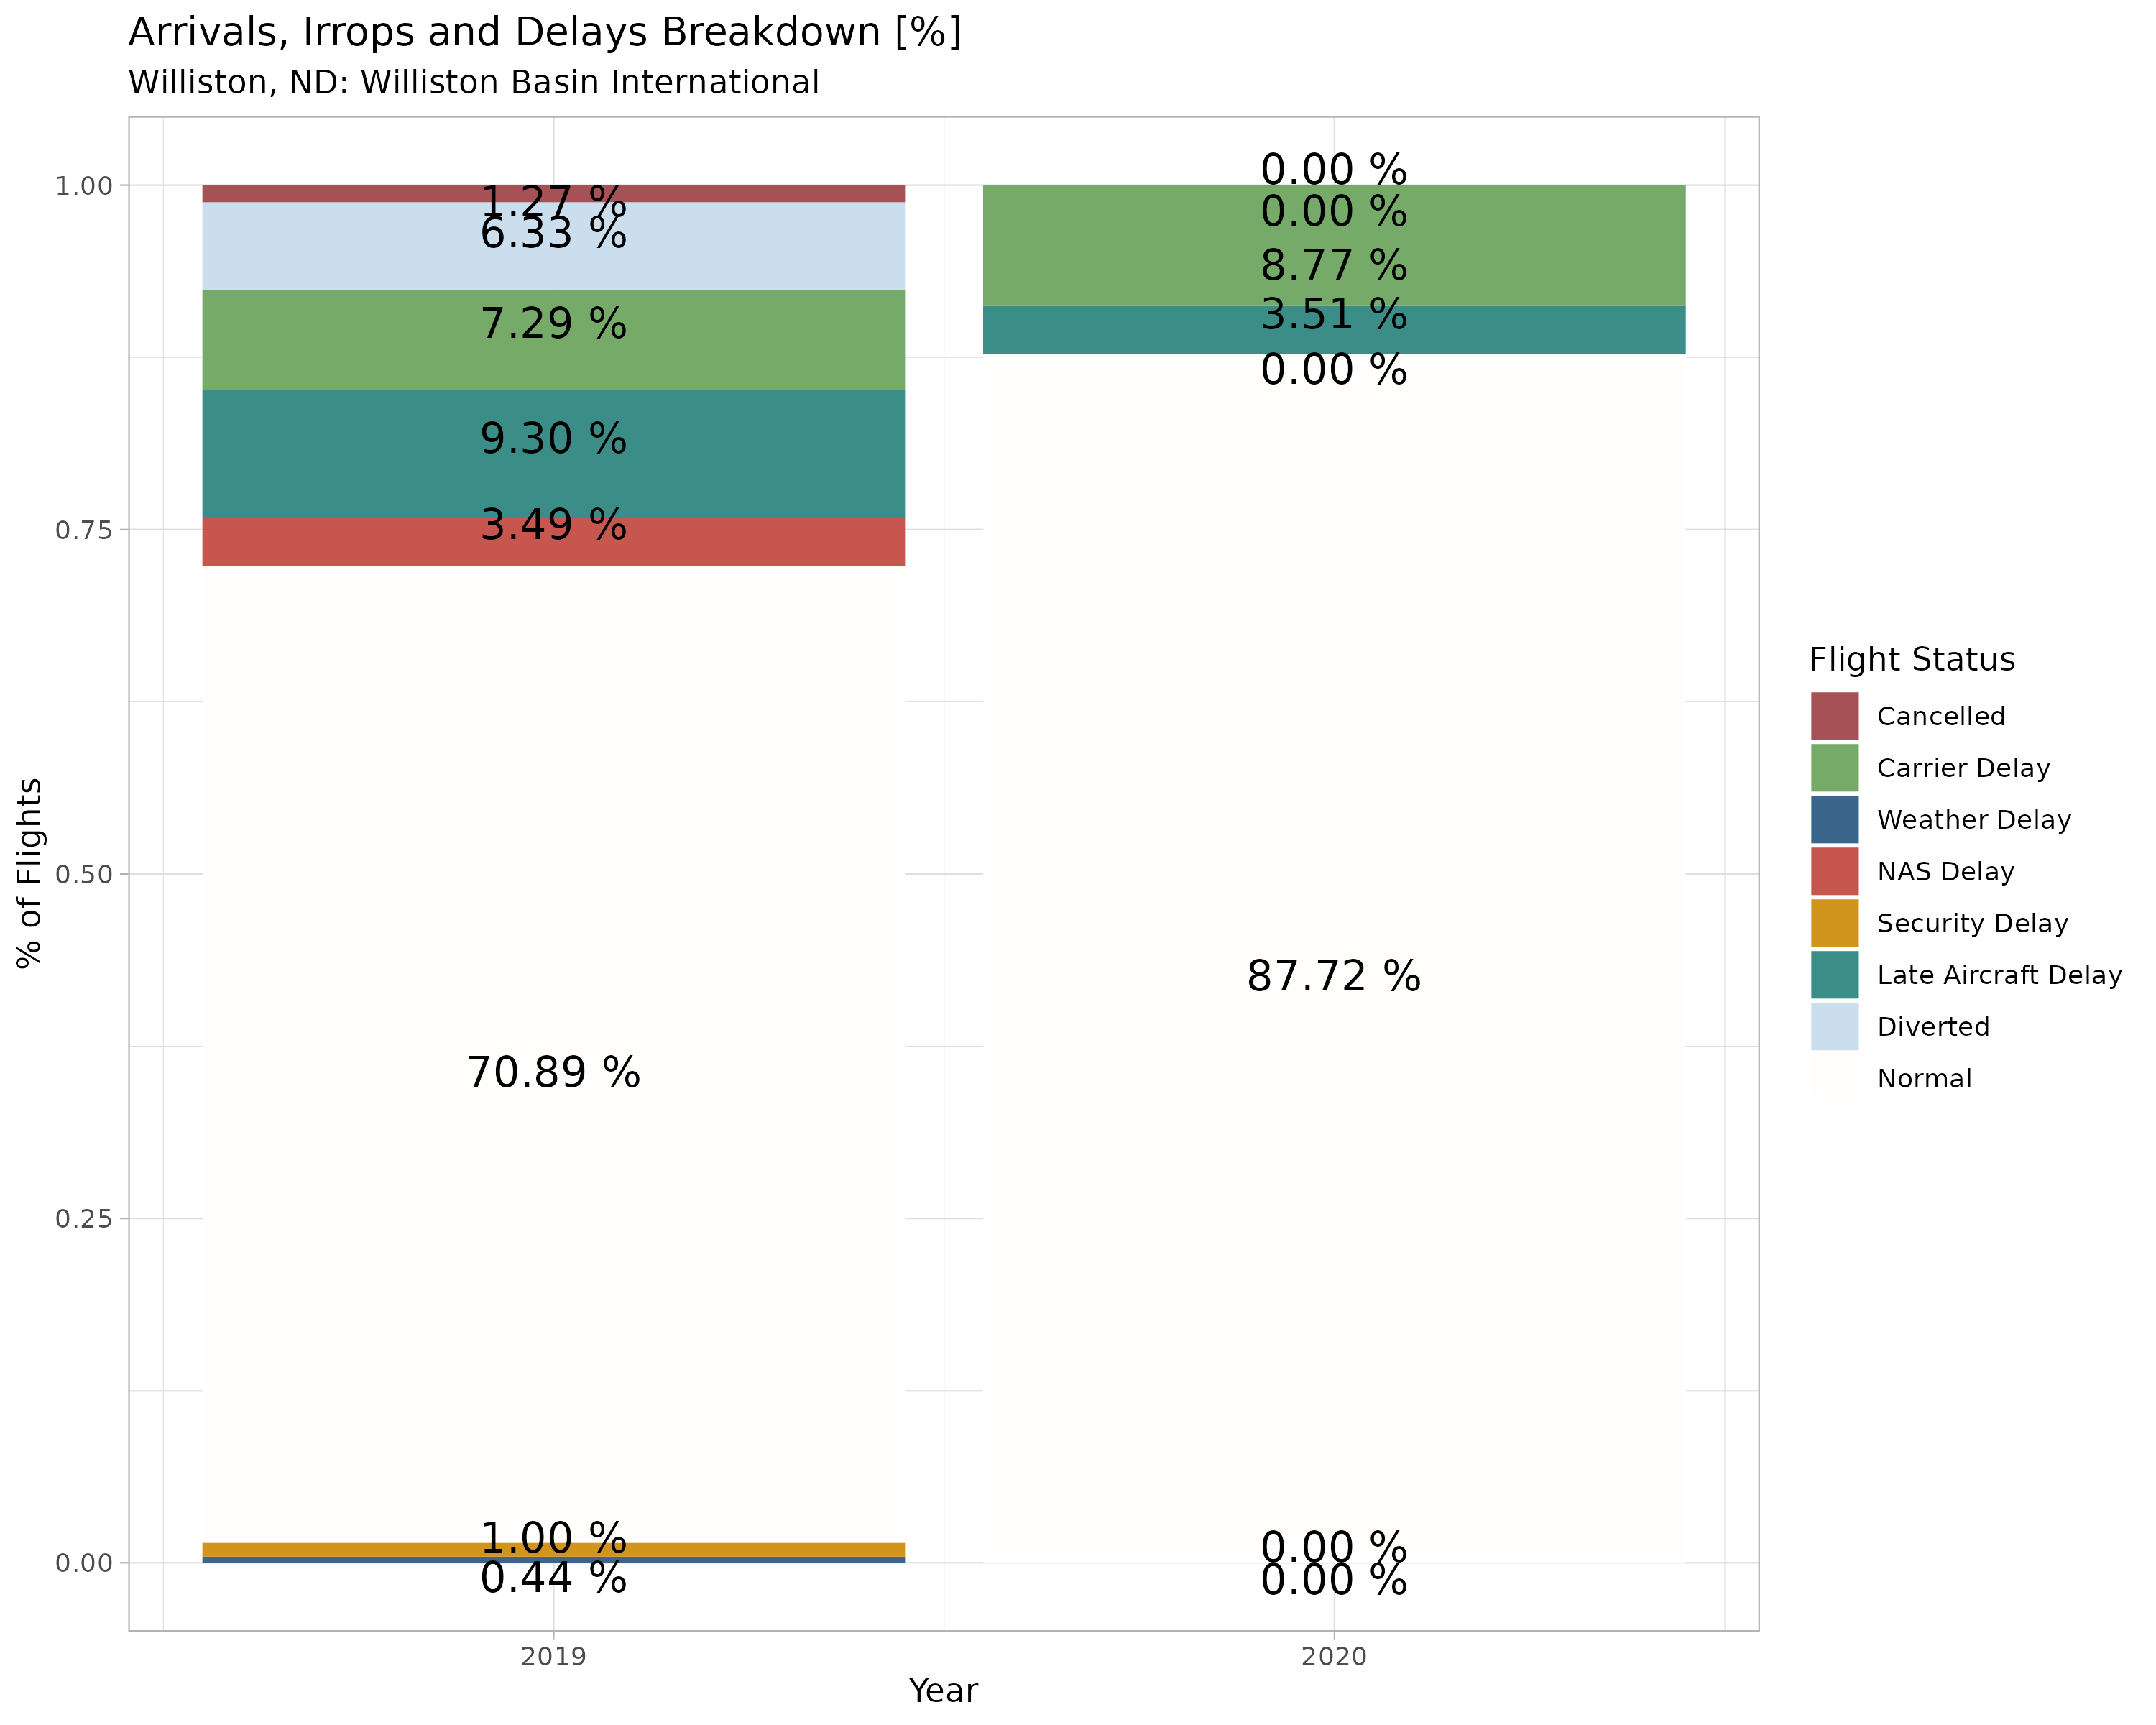 Arrivals, Irrops and Delays Breakdown [%]
Williston, ND: Williston Basin International
% of Flights
1.00
0.75
0.50
0.25
0.00
1.27 %
6.33 %
7.29 %
9.30 %
3.49 %
70.89 %
1.00 %
0.44 %
0.00 %
0.00 %
8.77 %
3.51 %
0.00 %
87.72 %
0.00 %
0.00 %
2019
2020
Year
Flight Status
Cancelled
Carrier Delay
Weather Delay
NAS Delay
Security Delay
Late Aircraft Delay
Diverted
Normal